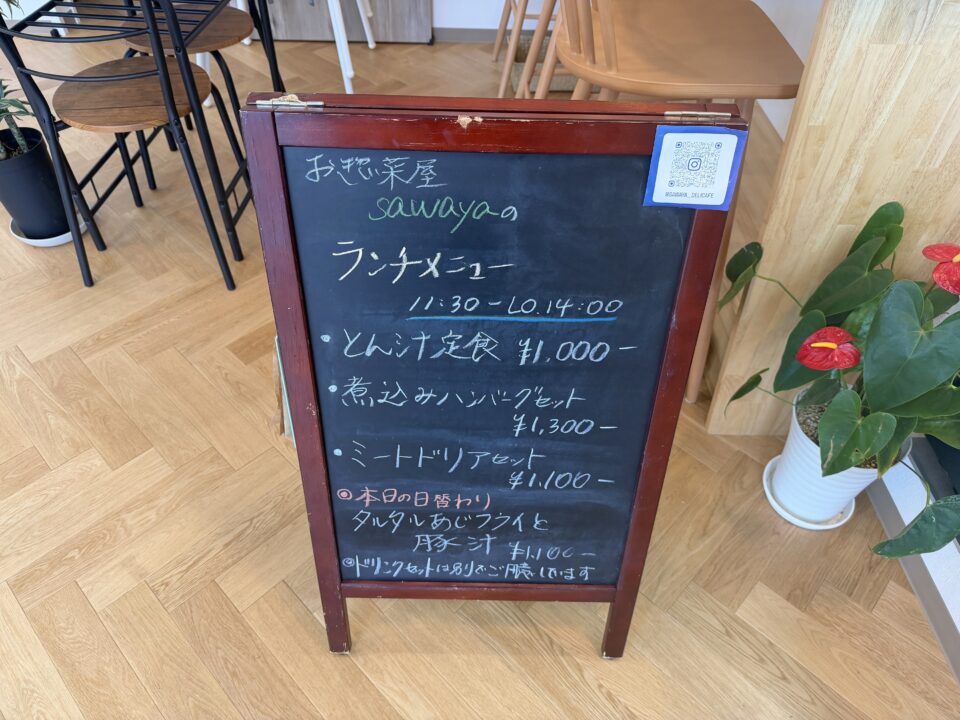 お惣菜屋
sawayaの
ランチメニュー
11:30-LO.14:00
・とん汁定食 ¥1,000-
・煮込みハンバーグセット
¥1,300-
・ミートドリアセット
¥1,100-
◎本日の日替わり
タルタルあじフライと
豚汁 ¥1,100-
◎ドリンクセットは別でご用意しています